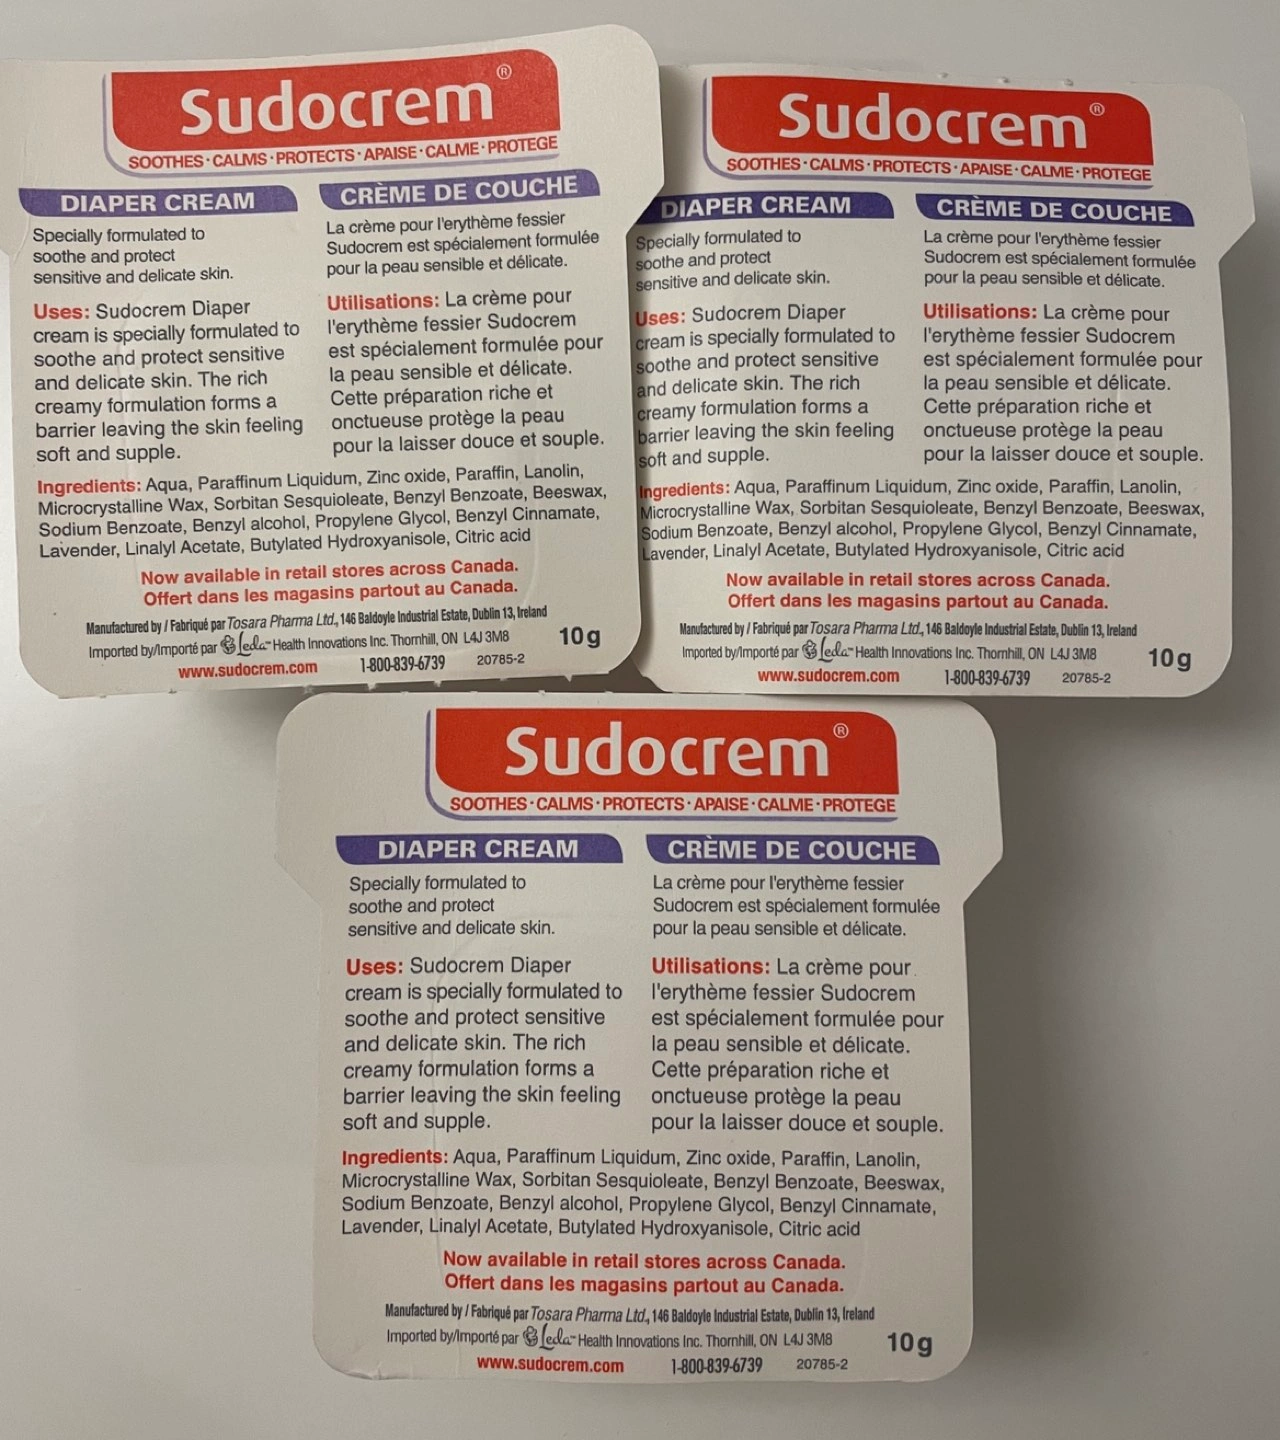 Sudocrem®
SOOTHES · CALMS · PROTECTS · APAISE · CALME · PROTEGE
DIAPER CREAM
Specially formulated to
soothe and protect
sensitive and delicate skin.
Uses: Sudocrem Diaper
cream is specially formulated to
soothe and protect sensitive
and delicate skin. The rich
creamy formulation forms a
barrier leaving the skin feeling
soft and supple.
CRÈME DE COUCHE
La crème pour l'erythème fessier
Sudocrem est spécialement formulée
pour la peau sensible et délicate.
Utilisations: La crème pour
l'erythème fessier Sudocrem
est spécialement formulée pour
la peau sensible et délicate.
Cette préparation riche et
onctueuse protège la peau
pour la laisser douce et souple.
Ingredients: Aqua, Paraffinum Liquidum, Zinc oxide, Paraffin, Lanolin,
Microcrystalline Wax, Sorbitan Sesquioleate, Benzyl Benzoate, Beeswax,
Sodium Benzoate, Benzyl alcohol, Propylene Glycol, Benzyl Cinnamate,
Lavender, Linalyl Acetate, Butylated Hydroxyanisole, Citric acid
Now available in retail stores across Canada.
Offert dans les magasins partout au Canada.
Manufactured by / Fabriqué par Tosara Pharma Ltd., 146 Baldoyle Industrial Estate, Dublin 13, Ireland
Imported by/Importé par Leda™ Health Innovations Inc. Thornhill, ON L4J 3M8
10g
www.sudocrem.com 1-800-839-6739 20785-2
Sudocrem®
SOOTHES · CALMS · PROTECTS · APAISE · CALME · PROTEGE
DIAPER CREAM
Specially formulated to
soothe and protect
sensitive and delicate skin.
Uses: Sudocrem Diaper
cream is specially formulated to
soothe and protect sensitive
and delicate skin. The rich
creamy formulation forms a
barrier leaving the skin feeling
soft and supple.
CRÈME DE COUCHE
La crème pour l'erythème fessier
Sudocrem est spécialement formulée
pour la peau sensible et délicate.
Utilisations: La crème pour
l'erythème fessier Sudocrem
est spécialement formulée pour
la peau sensible et délicate.
Cette préparation riche et
onctueuse protège la peau
pour la laisser douce et souple.
Ingredients: Aqua, Paraffinum Liquidum, Zinc oxide, Paraffin, Lanolin,
Microcrystalline Wax, Sorbitan Sesquioleate, Benzyl Benzoate, Beeswax,
Sodium Benzoate, Benzyl alcohol, Propylene Glycol, Benzyl Cinnamate,
Lavender, Linalyl Acetate, Butylated Hydroxyanisole, Citric acid
Now available in retail stores across Canada.
Offert dans les magasins partout au Canada.
Manufactured by / Fabriqué par Tosara Pharma Ltd., 146 Baldoyle Industrial Estate, Dublin 13, Ireland
Imported by/Importé par Leda™ Health Innovations Inc. Thornhill, ON L4J 3M8
10g
www.sudocrem.com 1-800-839-6739 20785-2
Sudocrem®
SOOTHES · CALMS · PROTECTS · APAISE · CALME · PROTEGE
DIAPER CREAM
Specially formulated to
soothe and protect
sensitive and delicate skin.
Uses: Sudocrem Diaper
cream is specially formulated to
soothe and protect sensitive
and delicate skin. The rich
creamy formulation forms a
barrier leaving the skin feeling
soft and supple.
CRÈME DE COUCHE
La crème pour l'erythème fessier
Sudocrem est spécialement formulée
pour la peau sensible et délicate.
Utilisations: La crème pour
l'erythème fessier Sudocrem
est spécialement formulée pour
la peau sensible et délicate.
Cette préparation riche et
onctueuse protège la peau
pour la laisser douce et souple.
Ingredients: Aqua, Paraffinum Liquidum, Zinc oxide, Paraffin, Lanolin,
Microcrystalline Wax, Sorbitan Sesquioleate, Benzyl Benzoate, Beeswax,
Sodium Benzoate, Benzyl alcohol, Propylene Glycol, Benzyl Cinnamate,
Lavender, Linalyl Acetate, Butylated Hydroxyanisole, Citric acid
Now available in retail stores across Canada.
Offert dans les magasins partout au Canada.
Manufactured by / Fabriqué par Tosara Pharma Ltd., 146 Baldoyle Industrial Estate, Dublin 13, Ireland
Imported by/Importé par Leda™ Health Innovations Inc. Thornhill, ON L4J 3M8
10g
www.sudocrem.com 1-800-839-6739 20785-2